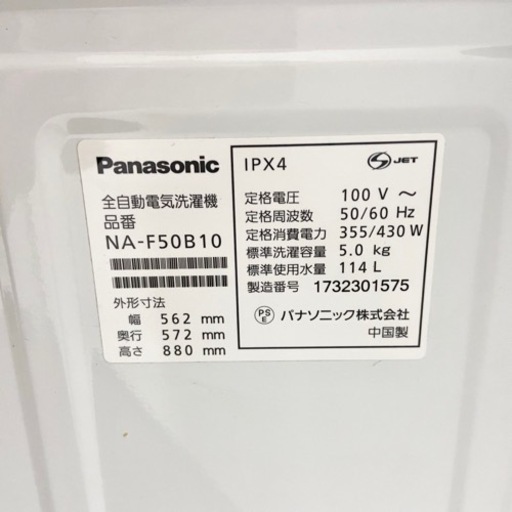 Panasonic
全自動電気洗濯機
品番
NA-F50B10
外形寸法
幅 562 mm
奥行 572 mm
高さ 880 mm
IPX4
S JET
定格電圧 100 V ～
定格周波数 50/60 Hz
定格消費電力 355/430 W
標準洗濯容量 5.0 kg
標準使用水量 114 L
製造番号 1732301575
PS E パナソニック株式会社
中国製